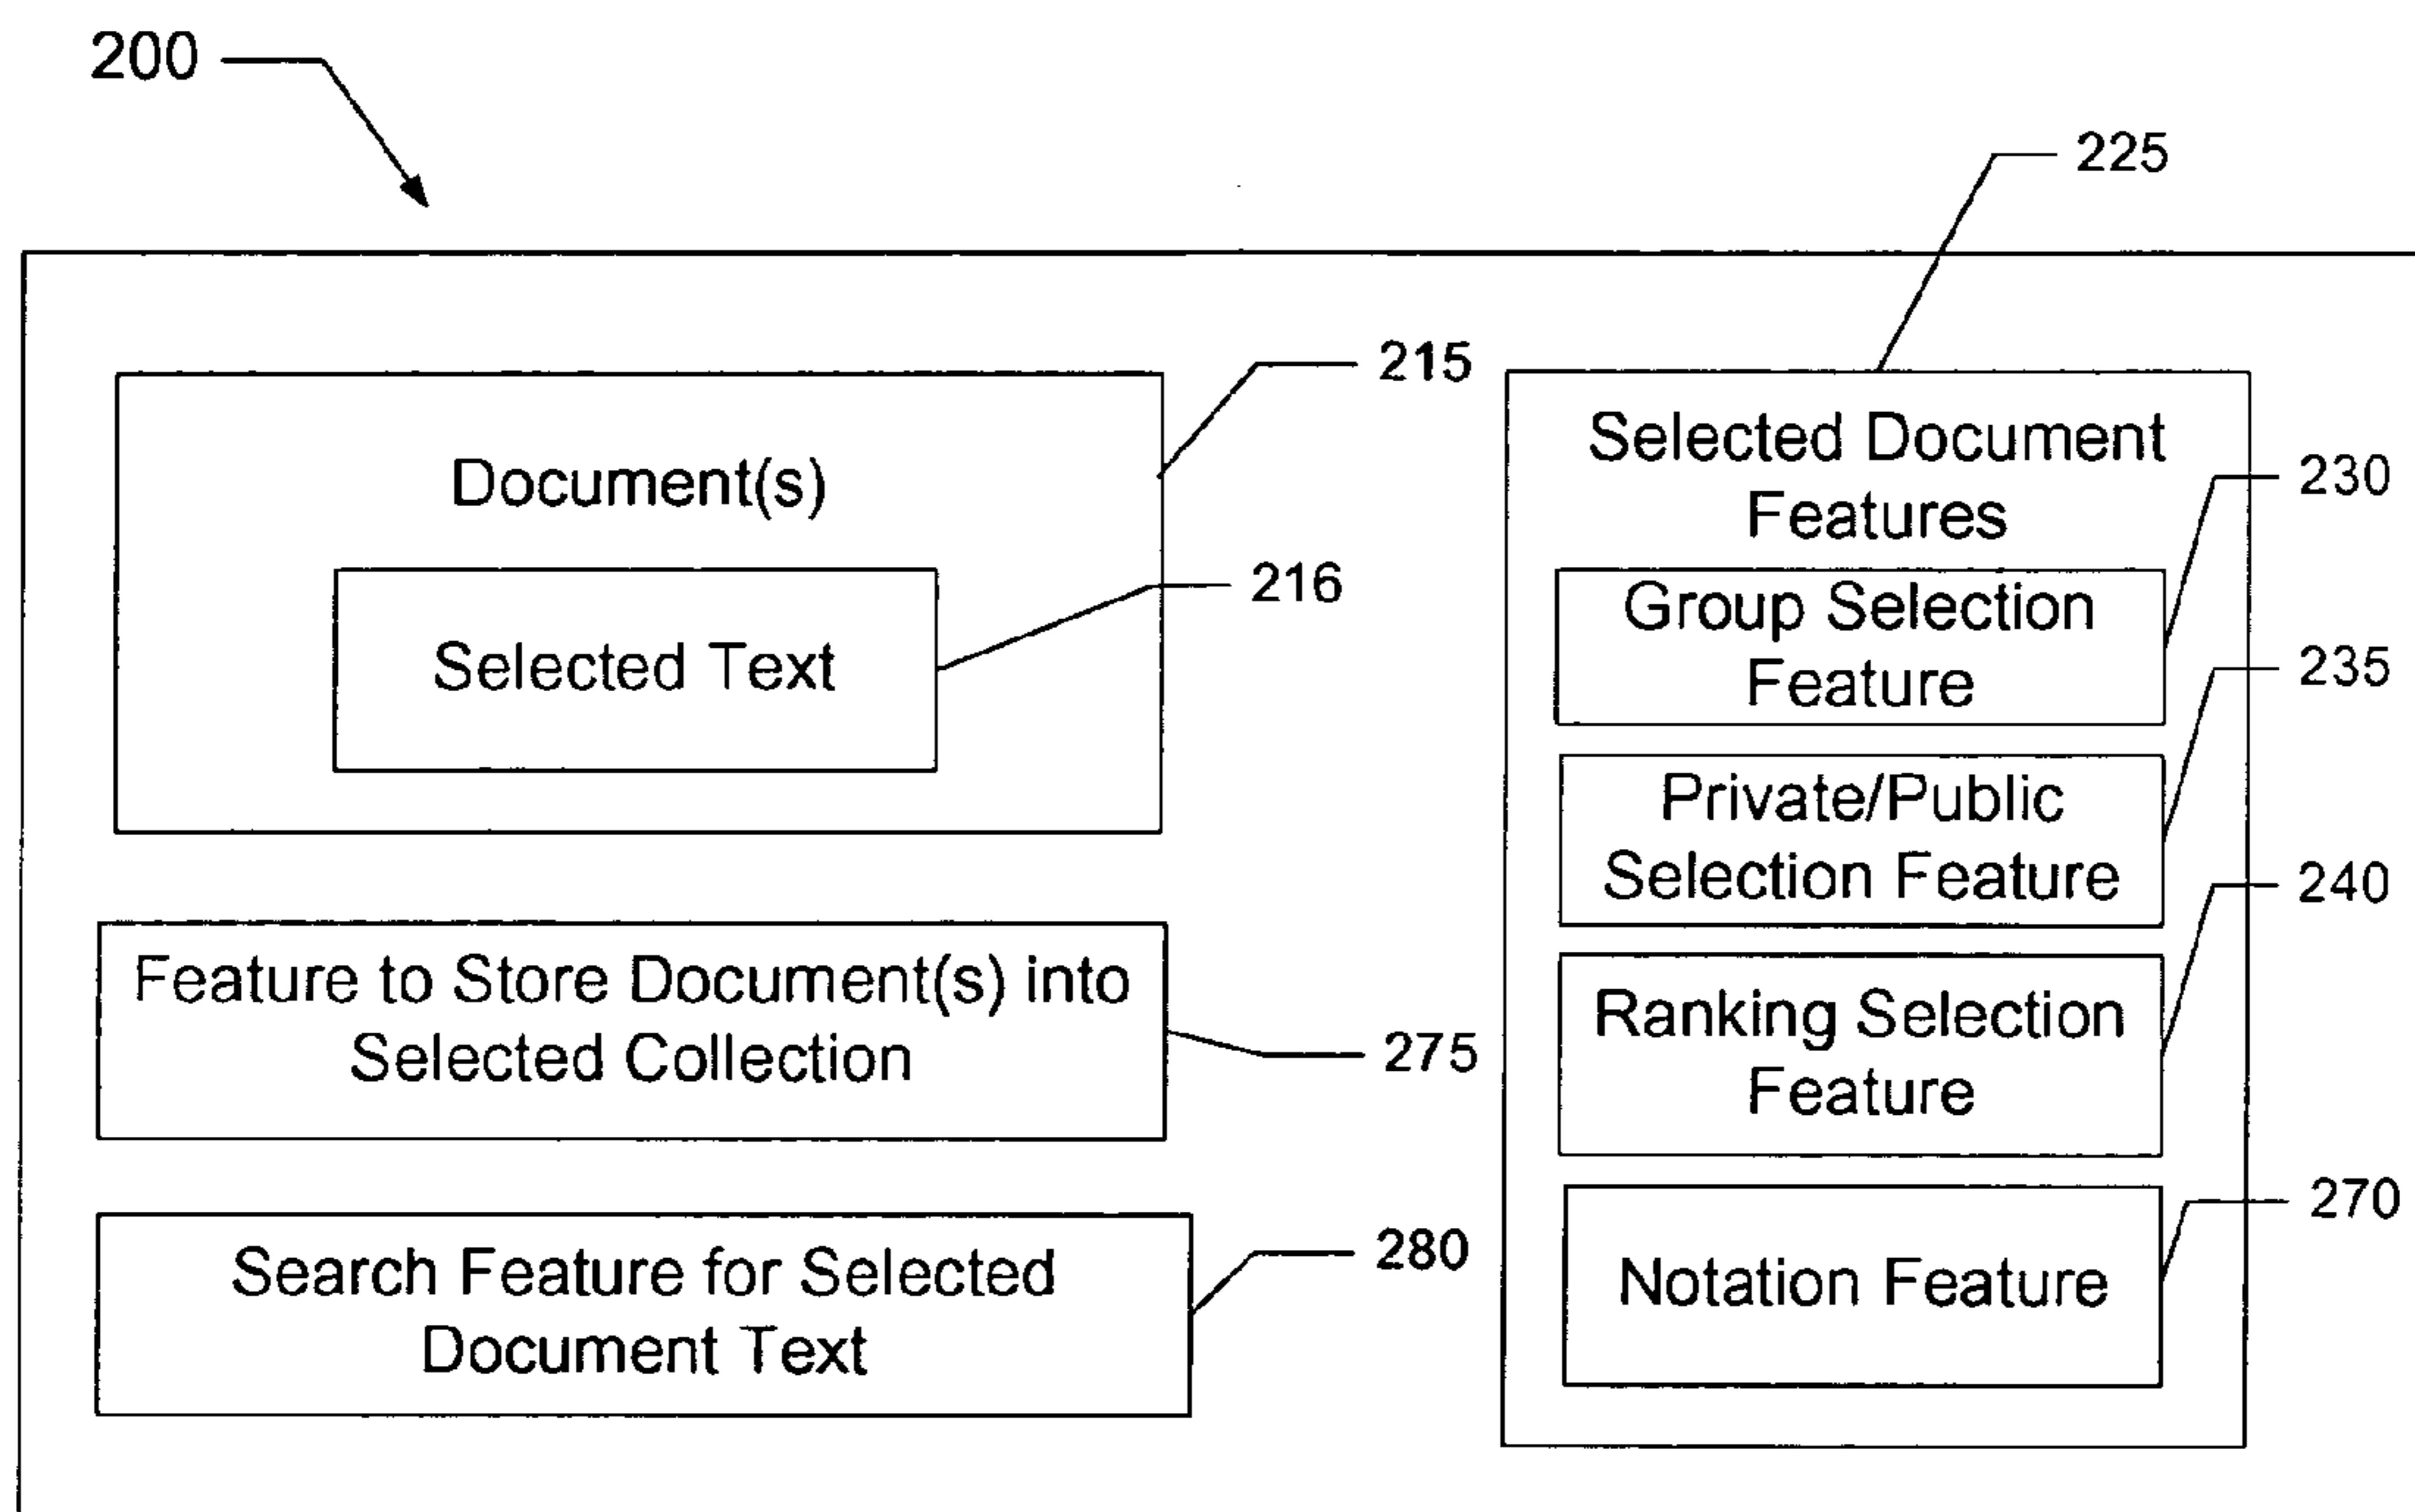 200
225
215
Document(s)
216
Selected Text
Selected Document
Features
230
Group Selection
Feature
235
Private/Public
Selection Feature
240
Ranking Selection
Feature
270
Notation Feature
Feature to Store Document(s) into
Selected Collection
275
Search Feature for Selected
Document Text
280